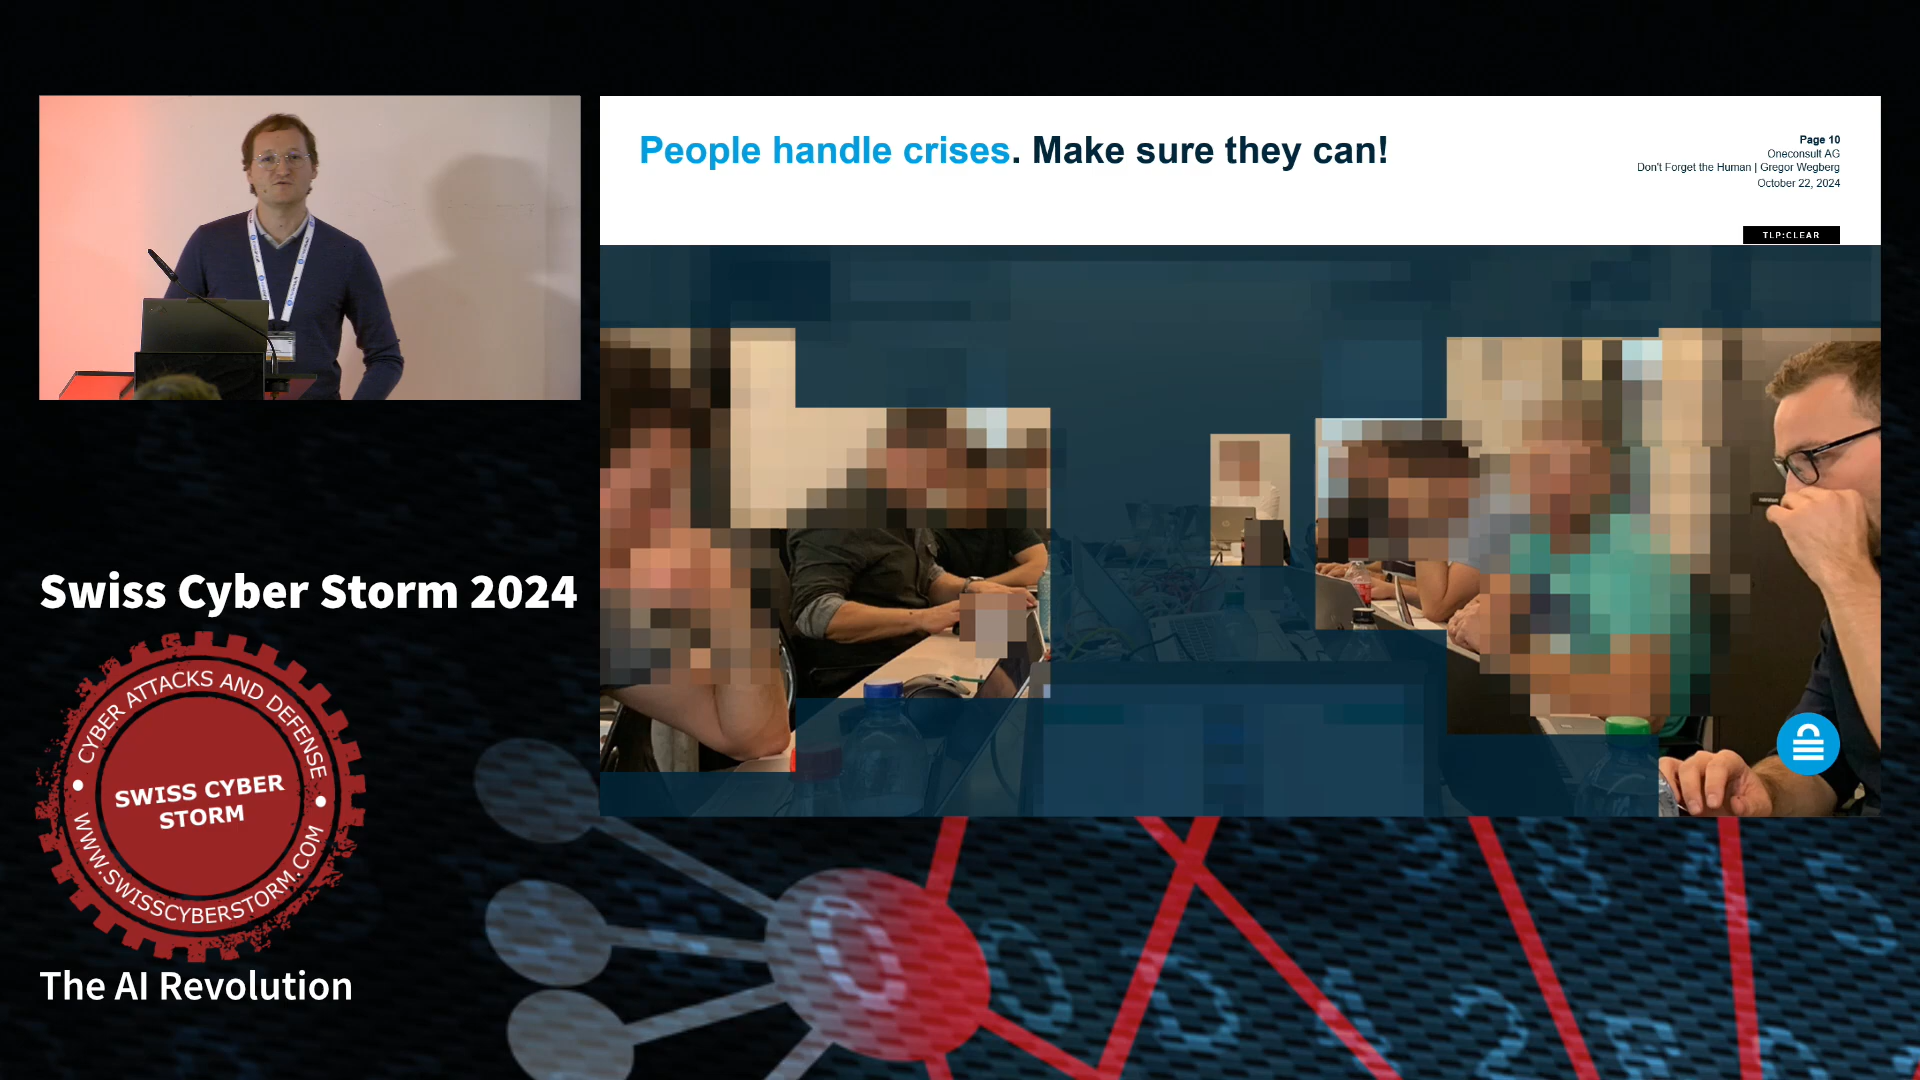 People handle crises. Make sure they can!
Page 10
Oneconsult AG
Don't Forget the Human | Gregor Wegberg
October 22, 2024
TLP:CLEAR
Swiss Cyber Storm 2024
CYBER ATTACKS AND DEFENSE
SWISS CYBER
STORM
WWW.SWISSCYBERSTORM.COM
The AI Revolution